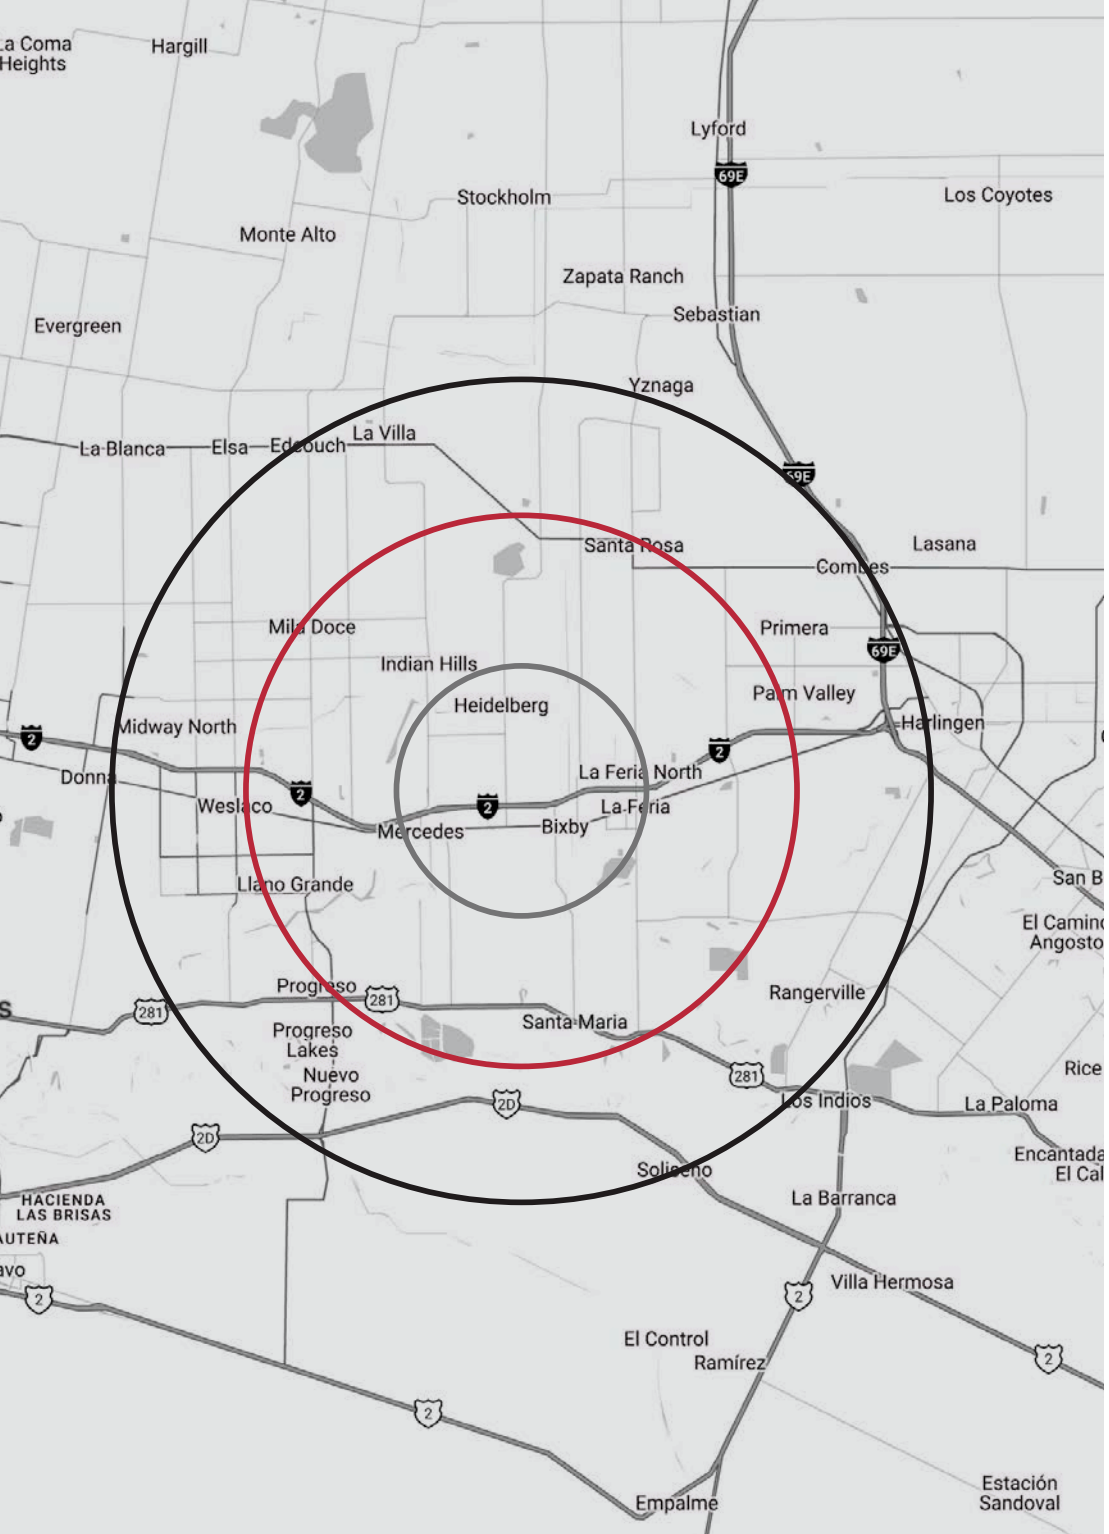 La Coma
Heights
Hargill
Lyford
69E
Stockholm
Los Coyotes
Monte Alto
Zapata Ranch
Sebastian
Evergreen
Yznaga
La Blanca
Elsa
Edcouch
La Villa
69E
Santa Rosa
Lasana
Combes
Mila Doce
Primera
69E
Indian Hills
Heidelberg
Palm Valley
Midway North
Harlingen
2
2
Donna
La Feria North
2
Weslaco
2
La Feria
Mercedes
Bixby
San B
Llano Grande
El Camino
Angosto
Progreso
281
Rangerville
S
281
Santa Maria
Progreso
Lakes
Nuevo
Progreso
281
Rice
Los Indios
La Paloma
2D
2D
Soliseño
Encantada
El Cal
HACIENDA
LAS BRISAS
La Barranca
AUTEÑA
avo
2
Villa Hermosa
2
El Control
Ramírez
2
2
Estación
Sandoval
Empalme